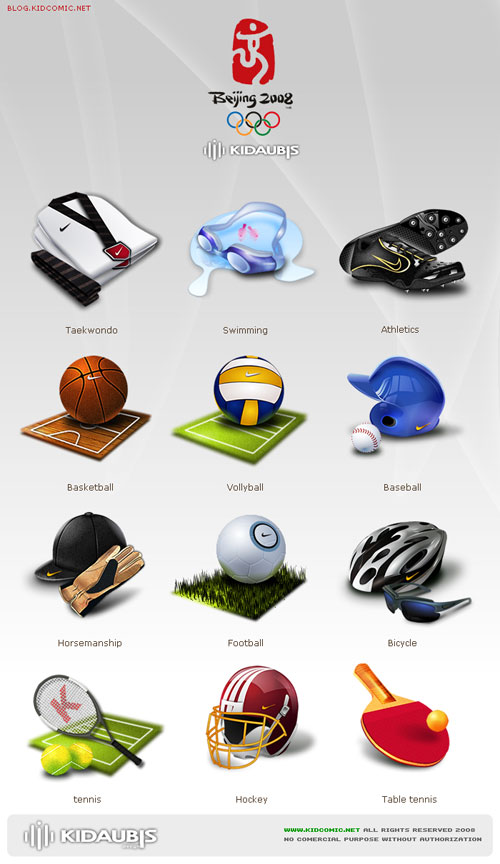 BLOG.KIDCOMIC.NET
Beijing 2008
KIDAUBIS
Taekwondo
Swimming
Athletics
Basketball
Vollyball
Baseball
Horsemanship
Football
Bicycle
K
tennis
Hockey
Table tennis
KIDAUBIS
WWW.KIDCOMIC.NET ALL RIGHTS RESERVED 2008
NO COMERCIAL PURPOSE WITHOUT AUTHORIZATION